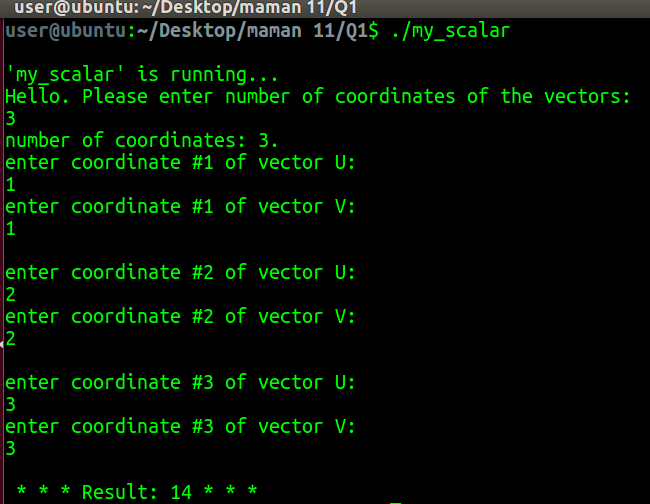 user@ubuntu:~/Desktop/maman 11/Q1
user@ubuntu:~/Desktop/maman 11/Q1$ ./my_scalar
'my_scalar' is running...
Hello. Please enter number of coordinates of the vectors:
3
number of coordinates: 3.
enter coordinate #1 of vector U:
1
enter coordinate #1 of vector V:
1
enter coordinate #2 of vector U:
2
enter coordinate #2 of vector V:
2
enter coordinate #3 of vector U:
3
enter coordinate #3 of vector V:
3
* * * Result: 14 * * *